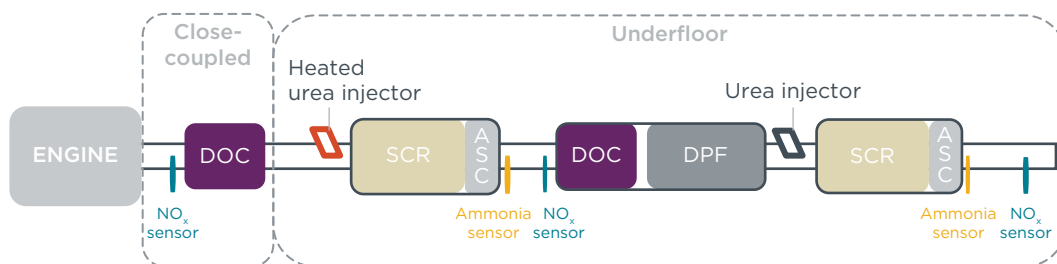 Close-
coupled
Underfloor
Heated
urea injector
Urea injector
ENGINE
DOC
SCR
A
S
C
DOC
DPF
SCR
A
S
C
NOx
sensor
Ammonia
sensor
NOx
sensor
Ammonia
sensor
NOx
sensor